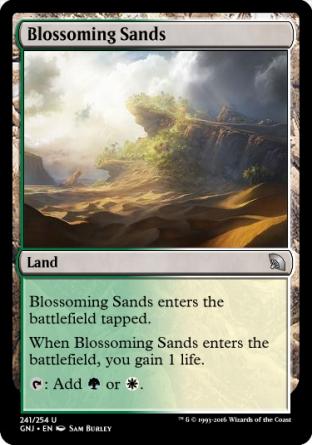 Blossoming Sands
Land
Blossoming Sands enters the
battlefield tapped.
When Blossoming Sands enters the
battlefield, you gain 1 life.
: Add or .
241/254 U
GNJ • EN Sam Burley
™ & © 1993-2016 Wizards of the Coast